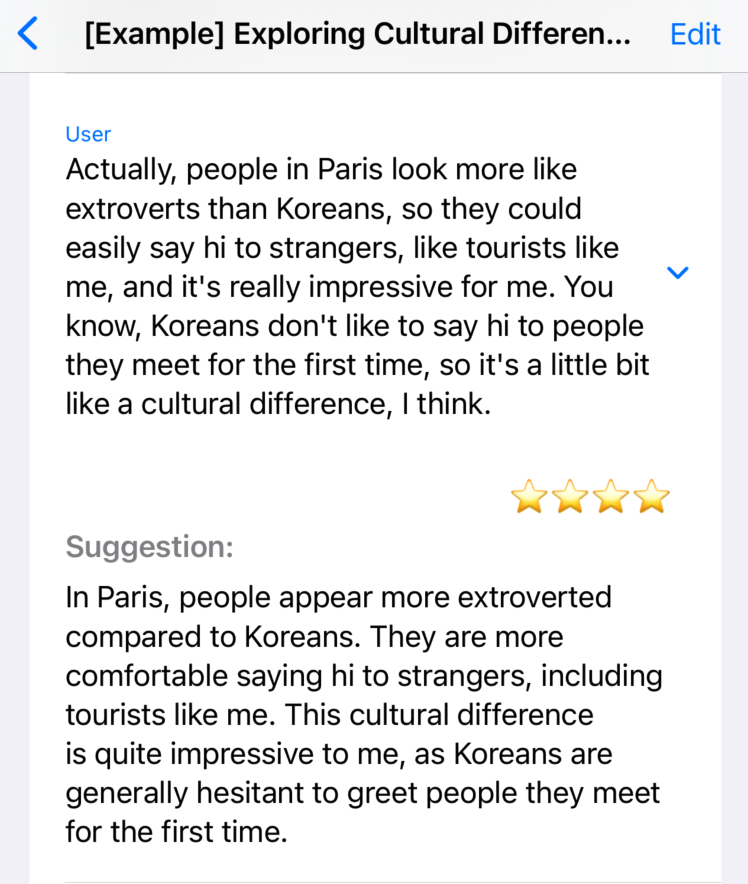 [Example] Exploring Cultural Differen...
Edit
User
Actually, people in Paris look more like
extroverts than Koreans, so they could
easily say hi to strangers, like tourists like
me, and it's really impressive for me. You
know, Koreans don't like to say hi to people
they meet for the first time, so it's a little bit
like a cultural difference, I think.
Suggestion:
In Paris, people appear more extroverted
compared to Koreans. They are more
comfortable saying hi to strangers, including
tourists like me. This cultural difference
is quite impressive to me, as Koreans are
generally hesitant to greet people they meet
for the first time.